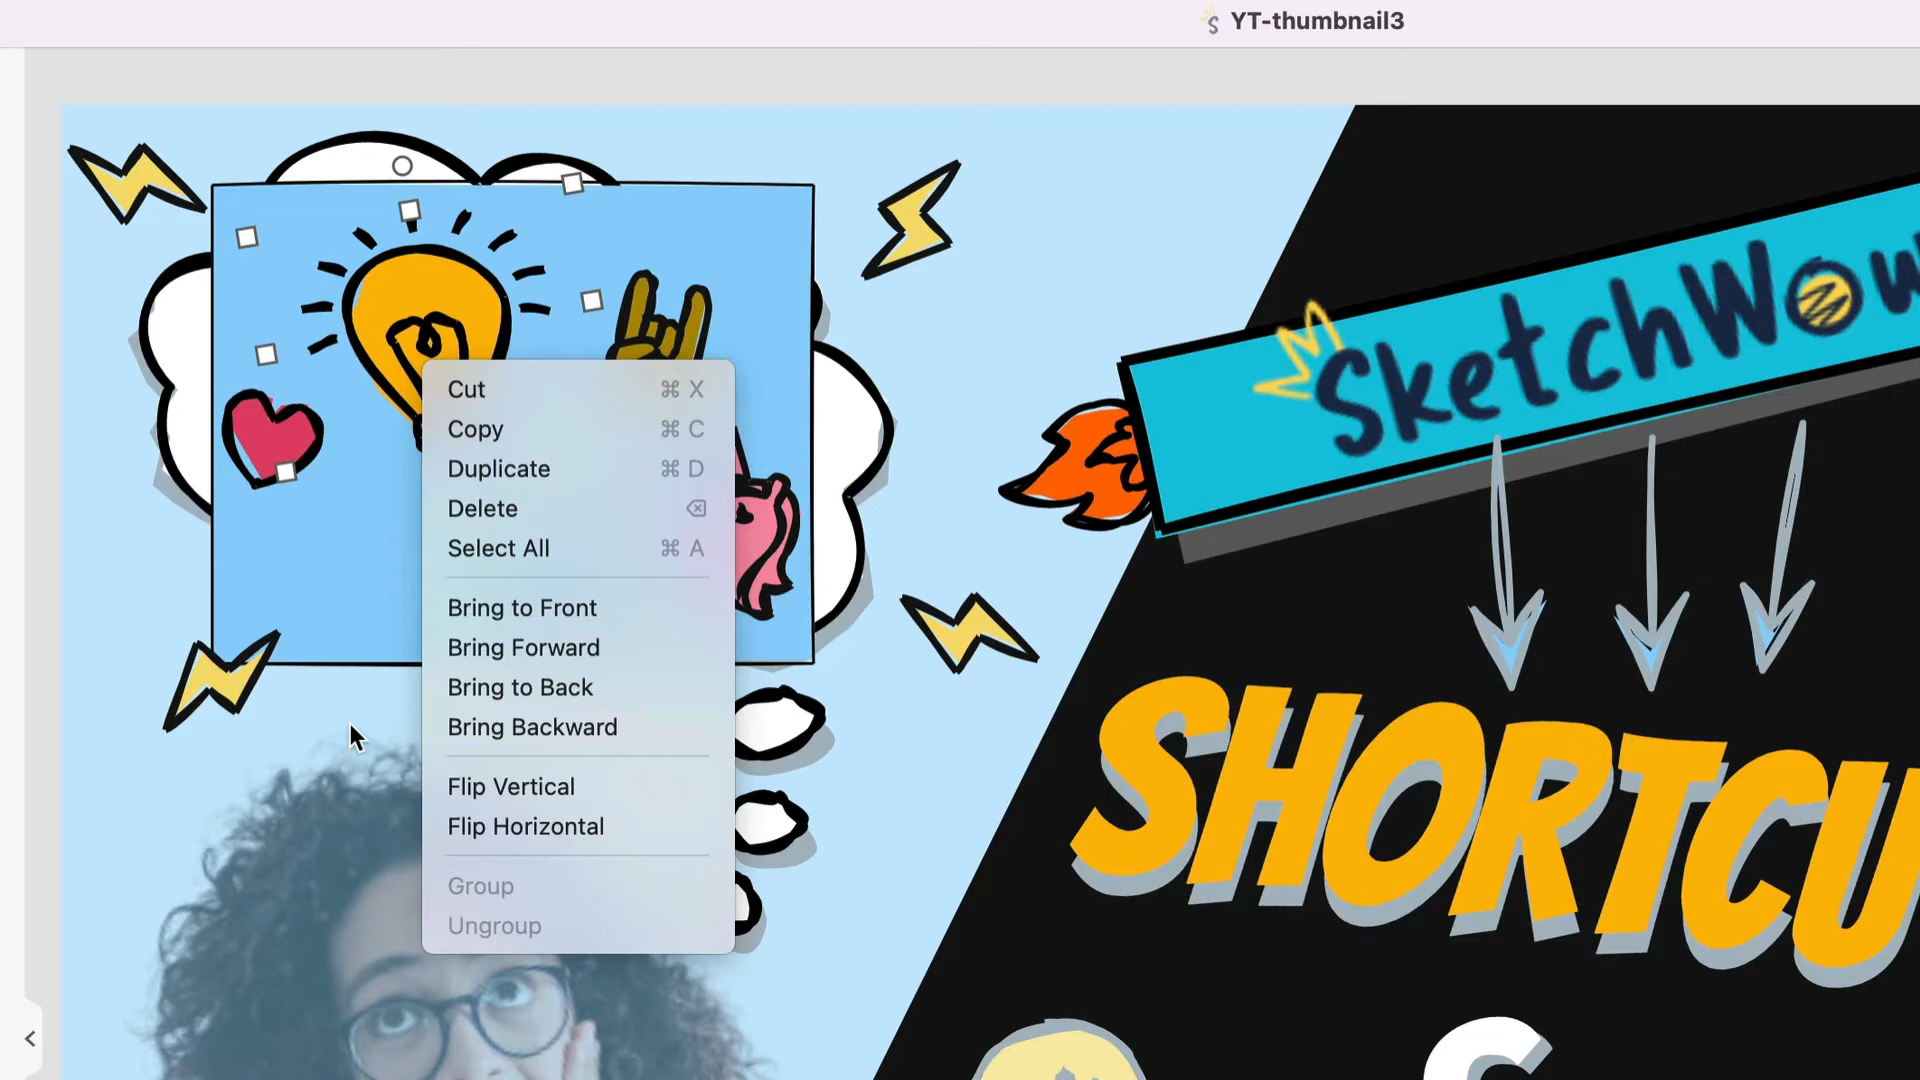 YT-thumbnail3
SketchWow
Cut ⌘ X
Copy ⌘ C
Duplicate ⌘ D
Delete ⌫
Select All ⌘ A
Bring to Front
Bring Forward
Bring to Back
Bring Backward
Flip Vertical
Flip Horizontal
Group
Ungroup
SHORTCU